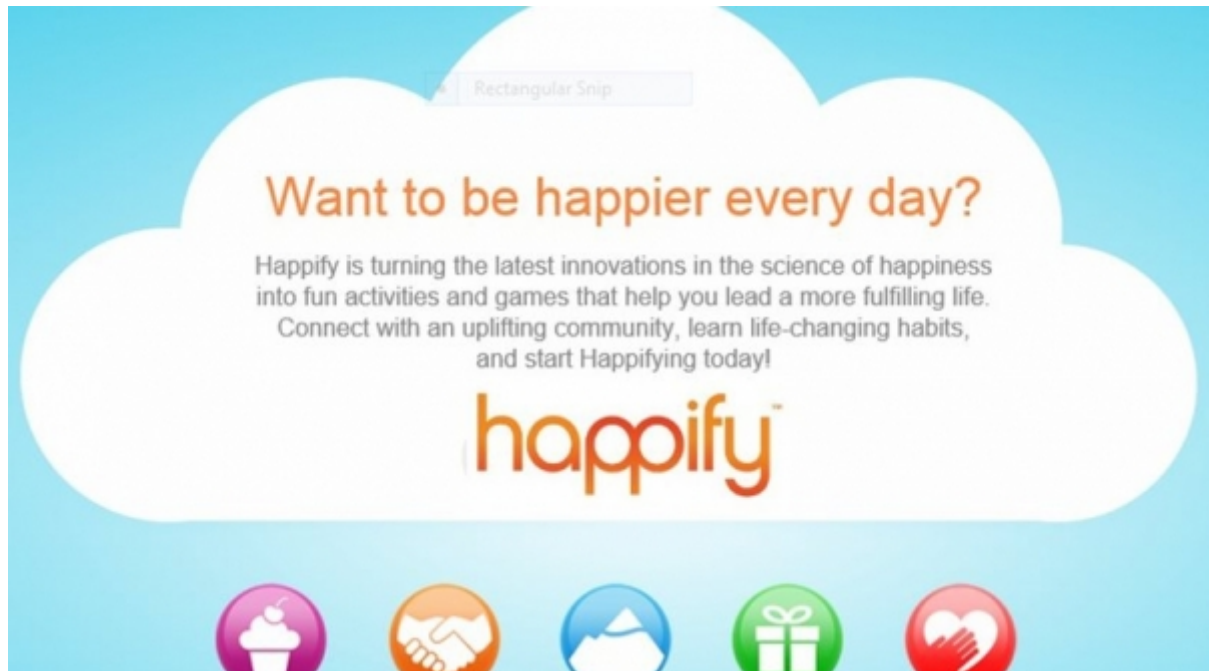 Rectangular Snip
Want to be happier every day?
Happify is turning the latest innovations in the science of happiness
into fun activities and games that help you lead a more fulfilling life.
Connect with an uplifting community, learn life-changing habits,
and start Happifying today!
happify™